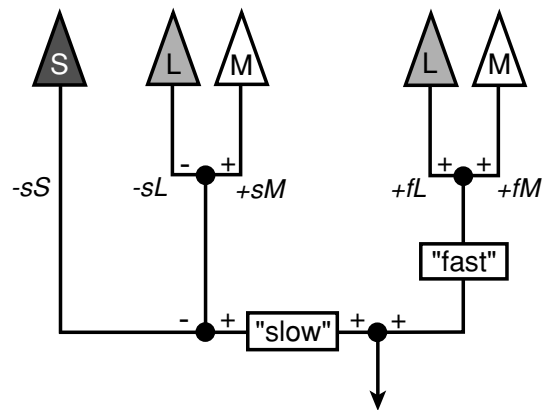 S L M L M
- + + +
-sS -sL +sM +fL +fM
"fast"
- + "slow" + +